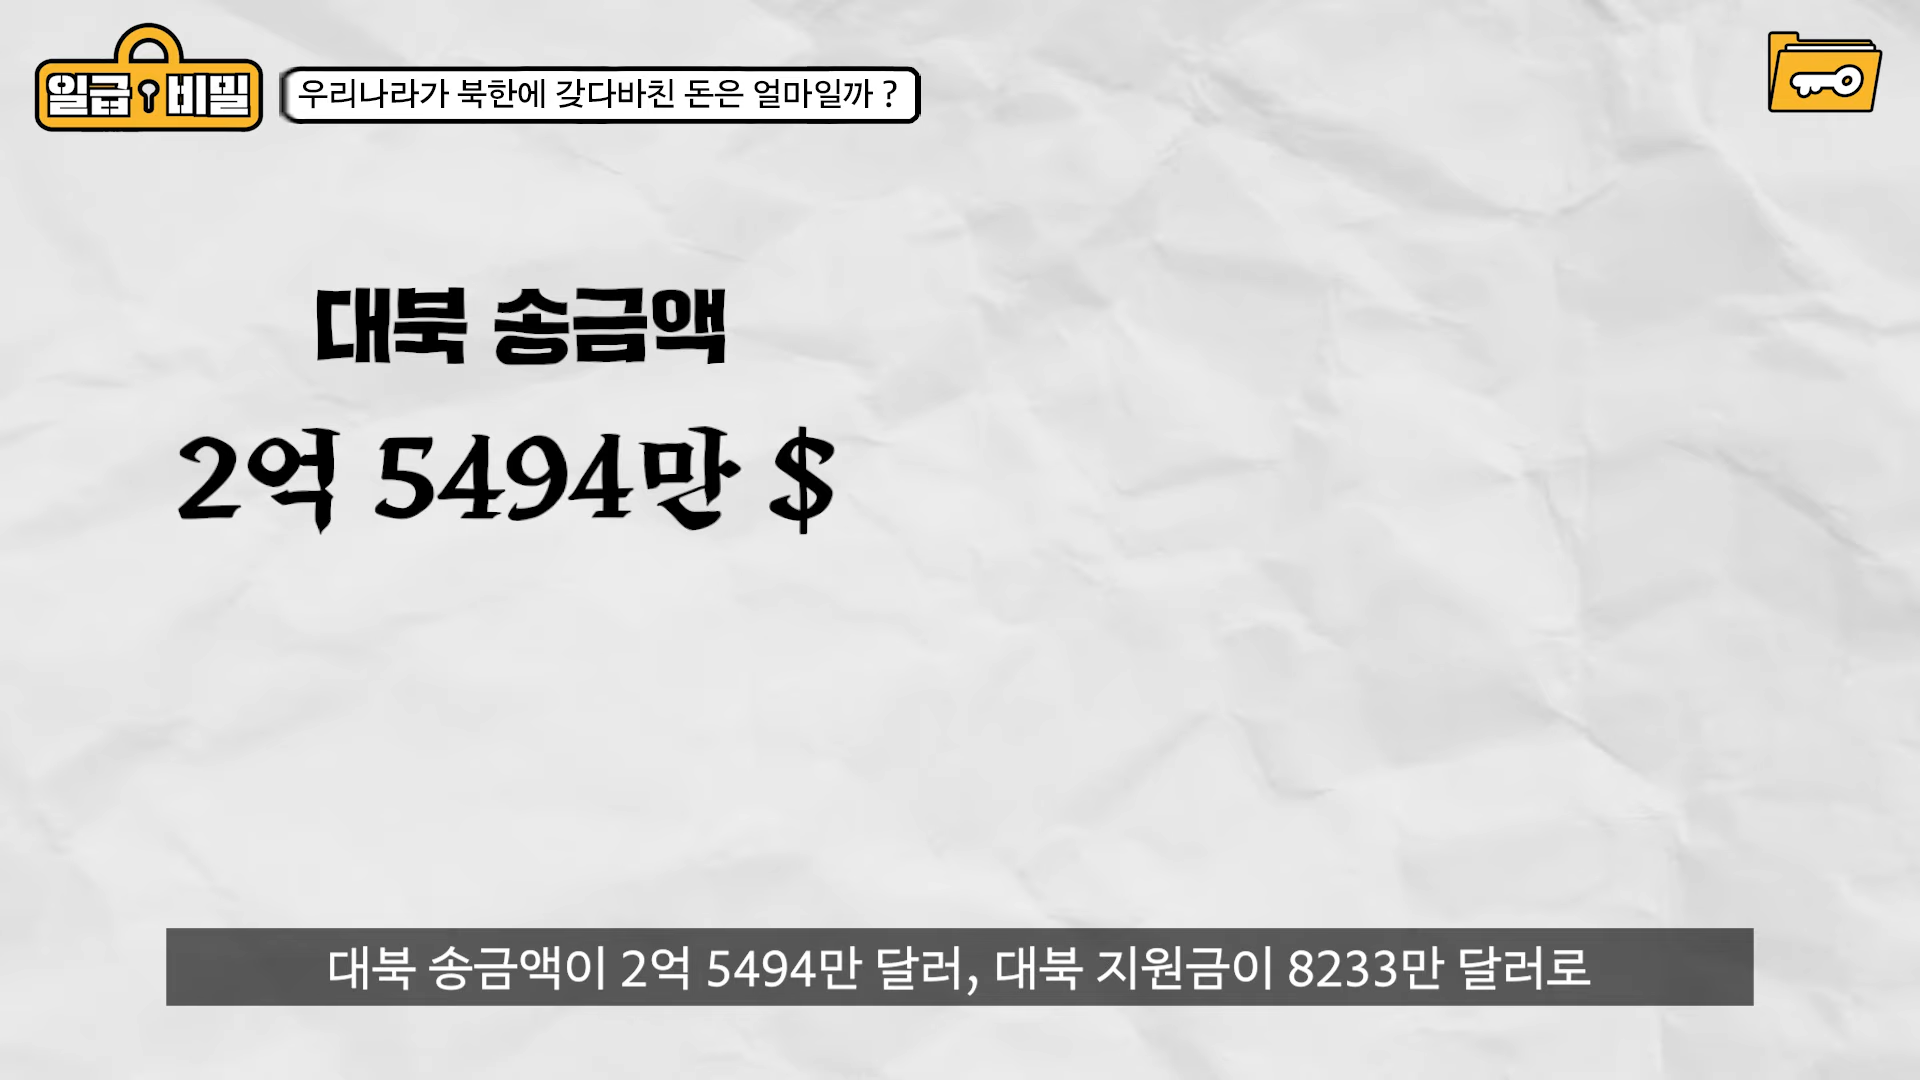 일급비밀
우리나라가 북한에 갖다바친 돈은 얼마일까 ?
대북 송금액
2억 5494만 $
대북 송금액이 2억 5494만 달러, 대북 지원금이 8233만 달러로